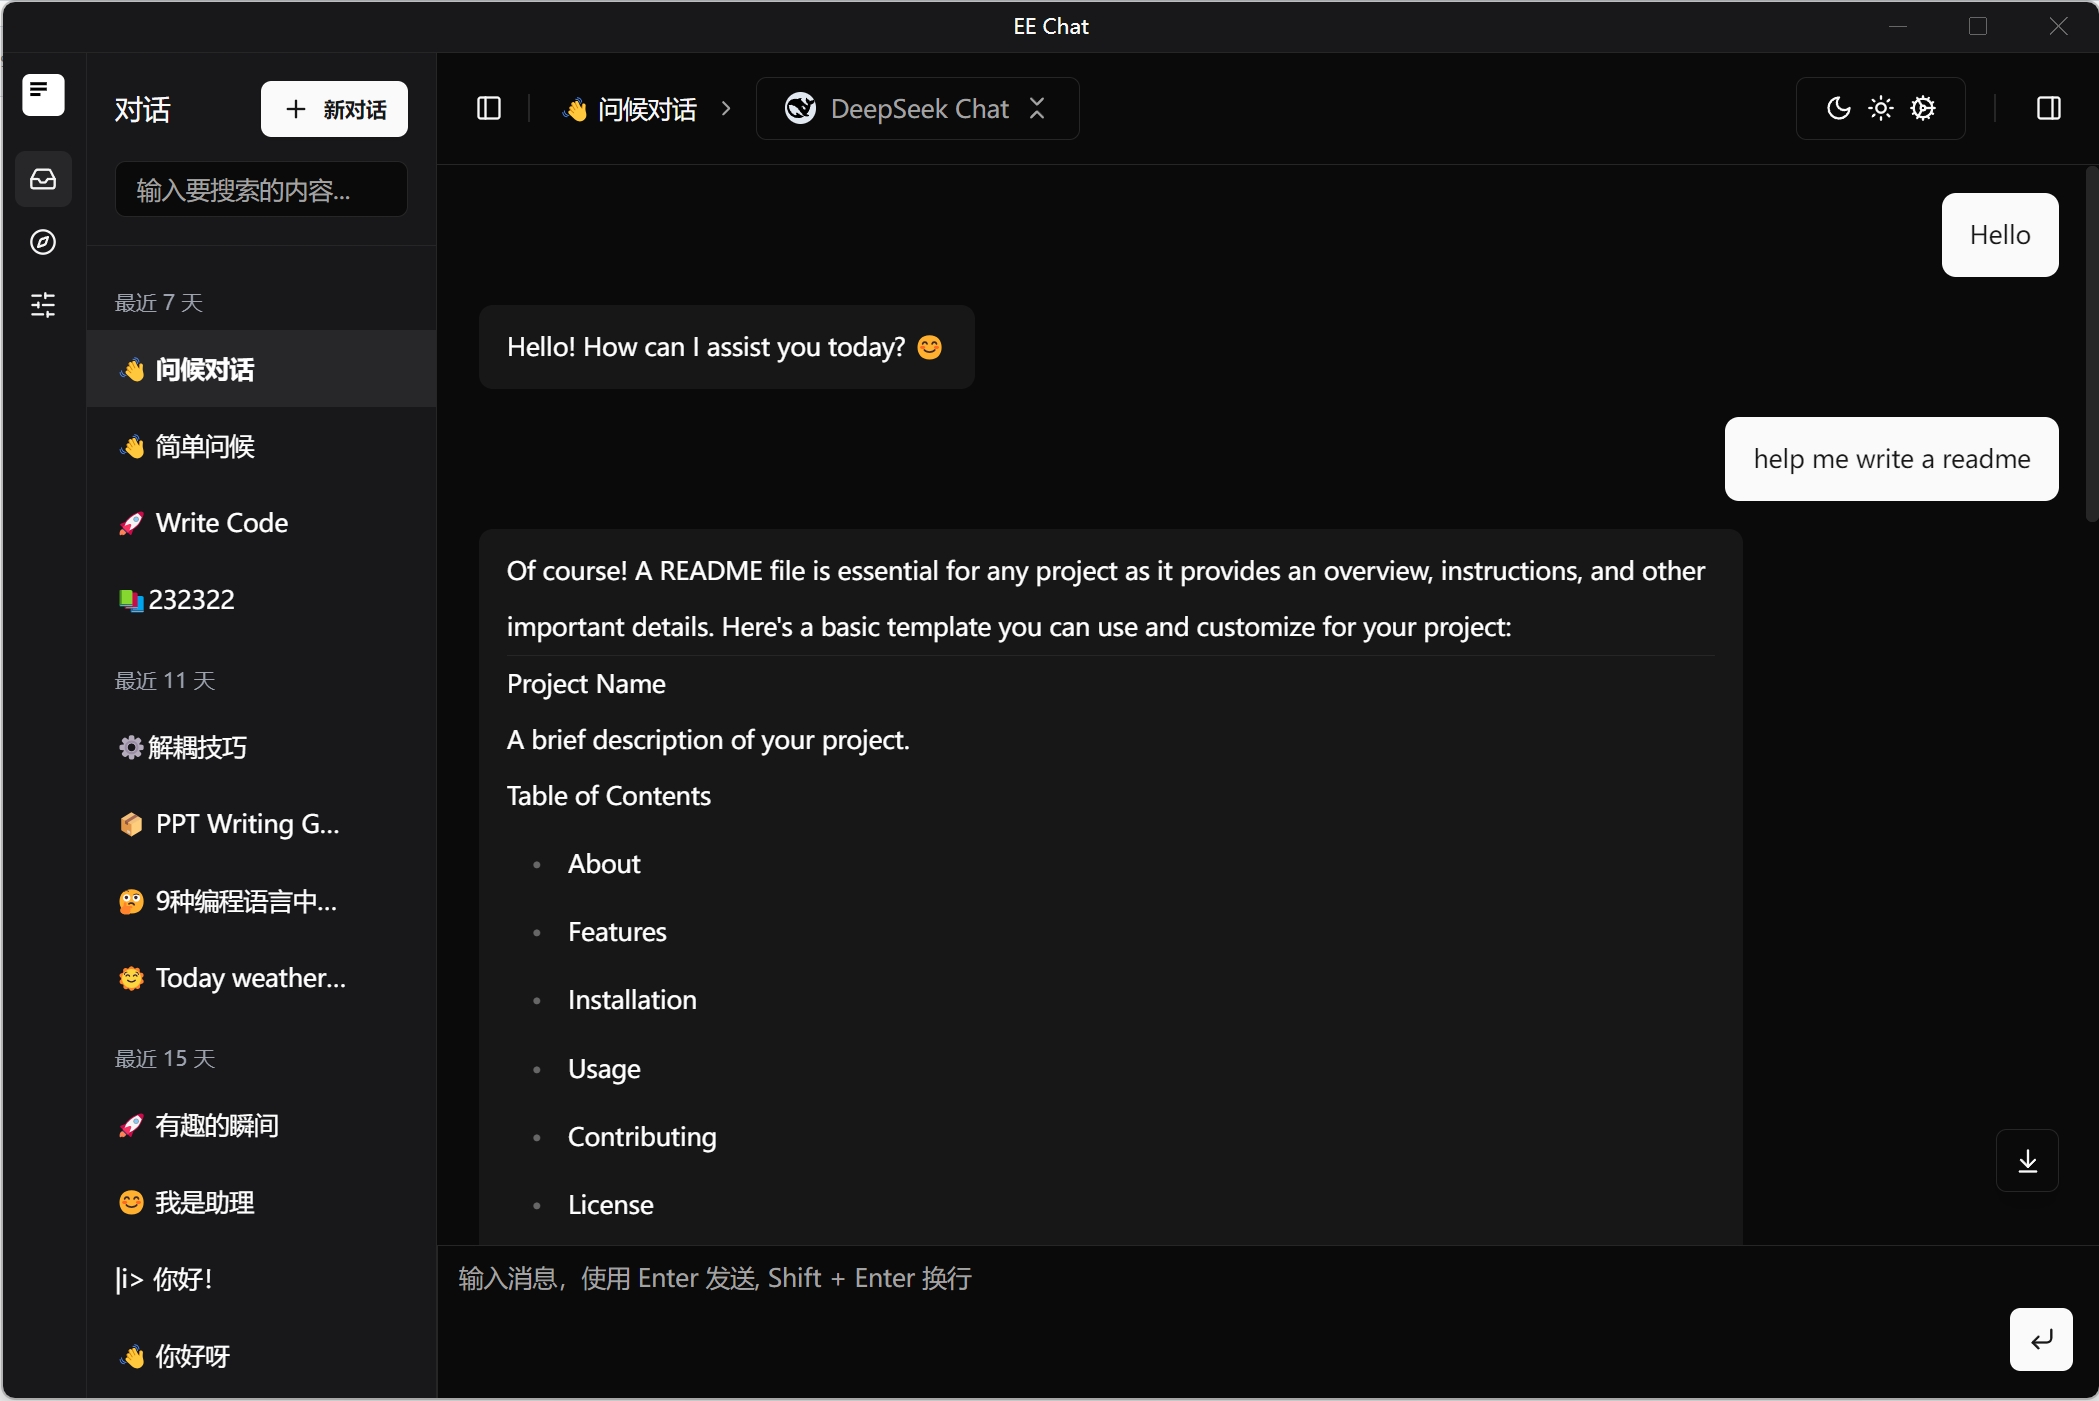 EE Chat
对话
新对话
输入要搜索的内容...
最近 7 天
👋 问候对话
👋 简单问候
🚀 Write Code
232322
最近 11 天
⚙️解耦技巧
📦 PPT Writing G...
🤔 9种编程语言中...
🌞 Today weather...
最近 15 天
🚀 有趣的瞬间
😊 我是助理
|i> 你好！
👋 你好呀
👋 问候对话
DeepSeek Chat
Hello
Hello! How can I assist you today? 😊
help me write a readme
Of course! A README file is essential for any project as it provides an overview, instructions, and other
important details. Here's a basic template you can use and customize for your project:
Project Name
A brief description of your project.
Table of Contents
• About
• Features
• Installation
• Usage
• Contributing
• License
输入消息，使用 Enter 发送, Shift + Enter 换行